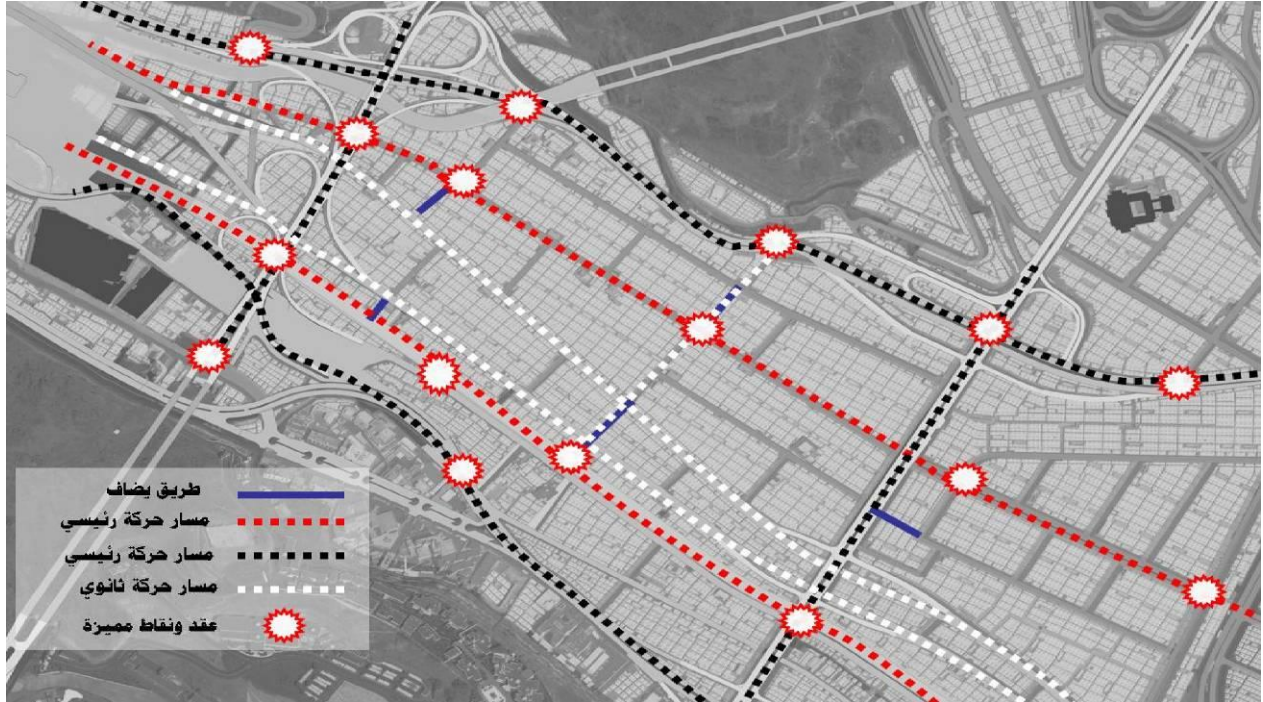 طريق يضاف
مسار حركة رئيسي
مسار حركة رئيسي
مسار حركة ثانوي
عقد ونقاط مميزة